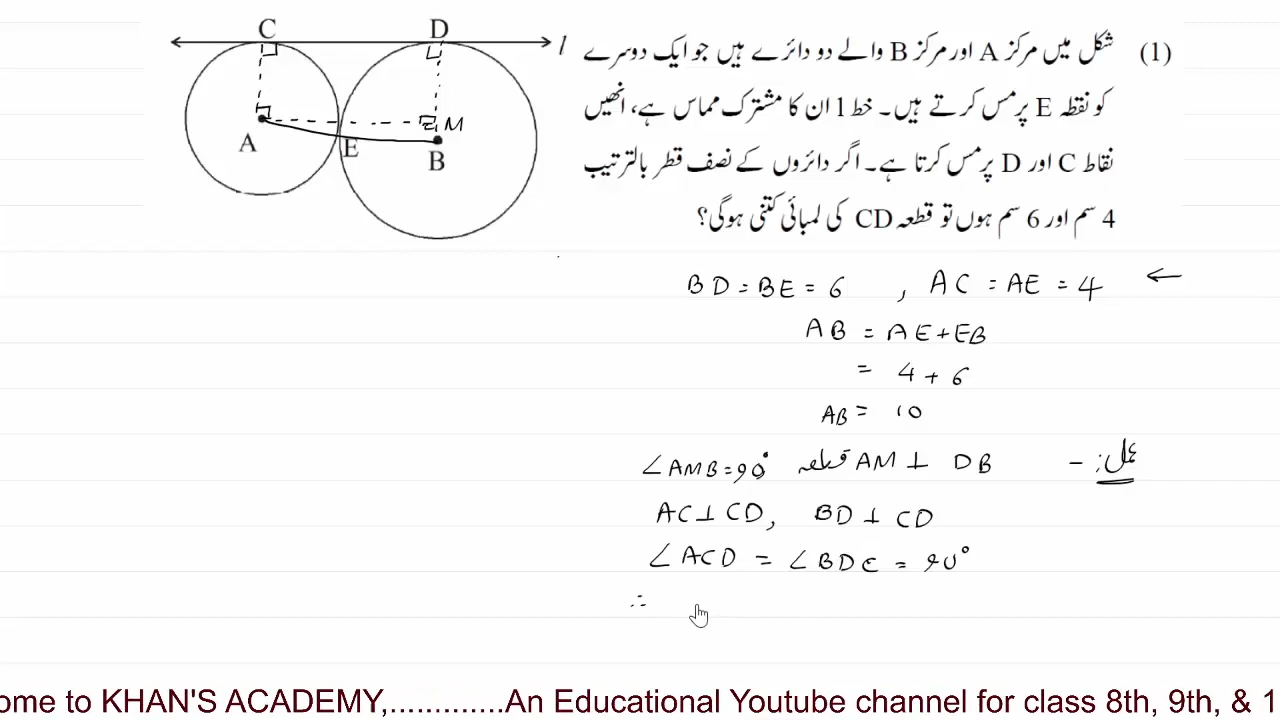 C D l
A E M B
(1) شکل میں مرکز A اور مرکز B والے دو دائرے ہیں جو ایک دوسرے
کو نقطہ E پر مس کرتے ہیں۔ خط l ان کا مشترک مماس ہے، انھیں
نقاط C اور D پر مس کرتا ہے۔ اگر دائروں کے نصف قطر بالترتیب
4 سم اور 6 سم ہوں تو قطعہ CD کی لمبائی کتنی ہوگی؟
BD = BE = 6 , AC = AE = 4 ←
AB = AE + EB
= 4 + 6
AB = 10
∠AMB = 90° قطعہ AM ⊥ DB عمل :-
AC ⊥ CD, BD ⊥ CD
∠ACD = ∠BDC = 90°
∴
ome to KHAN'S ACADEMY,.............An Educational Youtube channel for class 8th, 9th, & 1